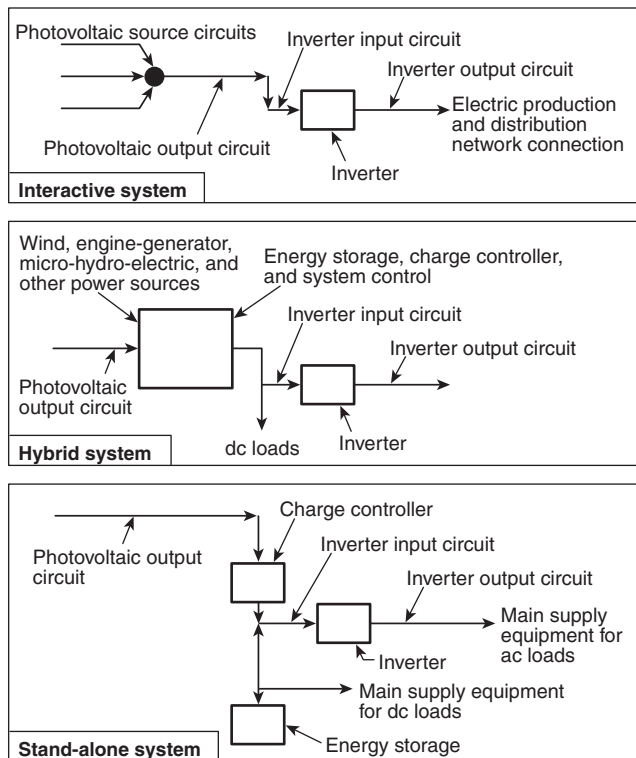 Photovoltaic source circuits
Inverter input circuit
Inverter output circuit
Photovoltaic output circuit
Electric production
and distribution
network connection
Inverter
Interactive system
Wind, engine-generator,
micro-hydro-electric, and
other power sources
Energy storage, charge controller,
and system control
Inverter input circuit
Inverter output circuit
Photovoltaic
output circuit
dc loads
Inverter
Hybrid system
Charge controller
Photovoltaic output
circuit
Inverter input circuit
Inverter output circuit
Main supply
equipment for
ac loads
Inverter
Main supply equipment
for dc loads
Energy storage
Stand-alone system